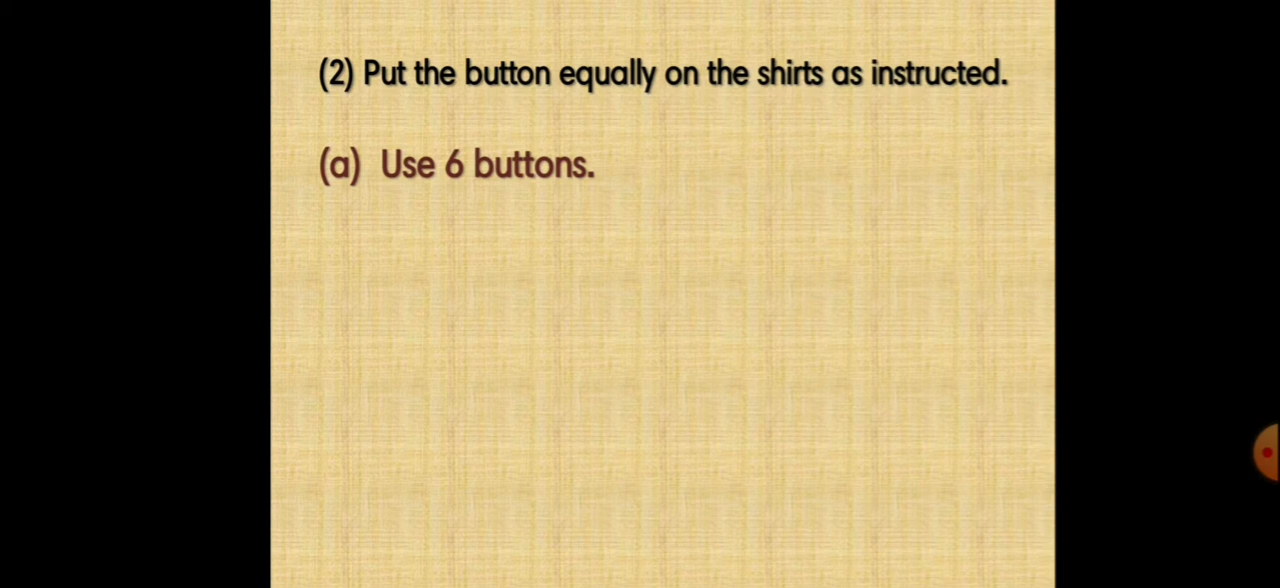 (2) Put the button equally on the shirts as instructed.
(a) Use 6 buttons.